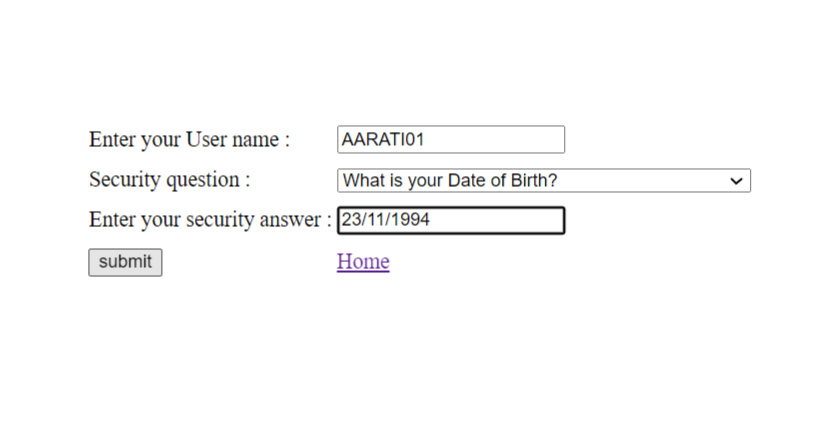 Enter your User name : AARATI01
Security question : What is your Date of Birth?
Enter your security answer : 23/11/1994
submit Home